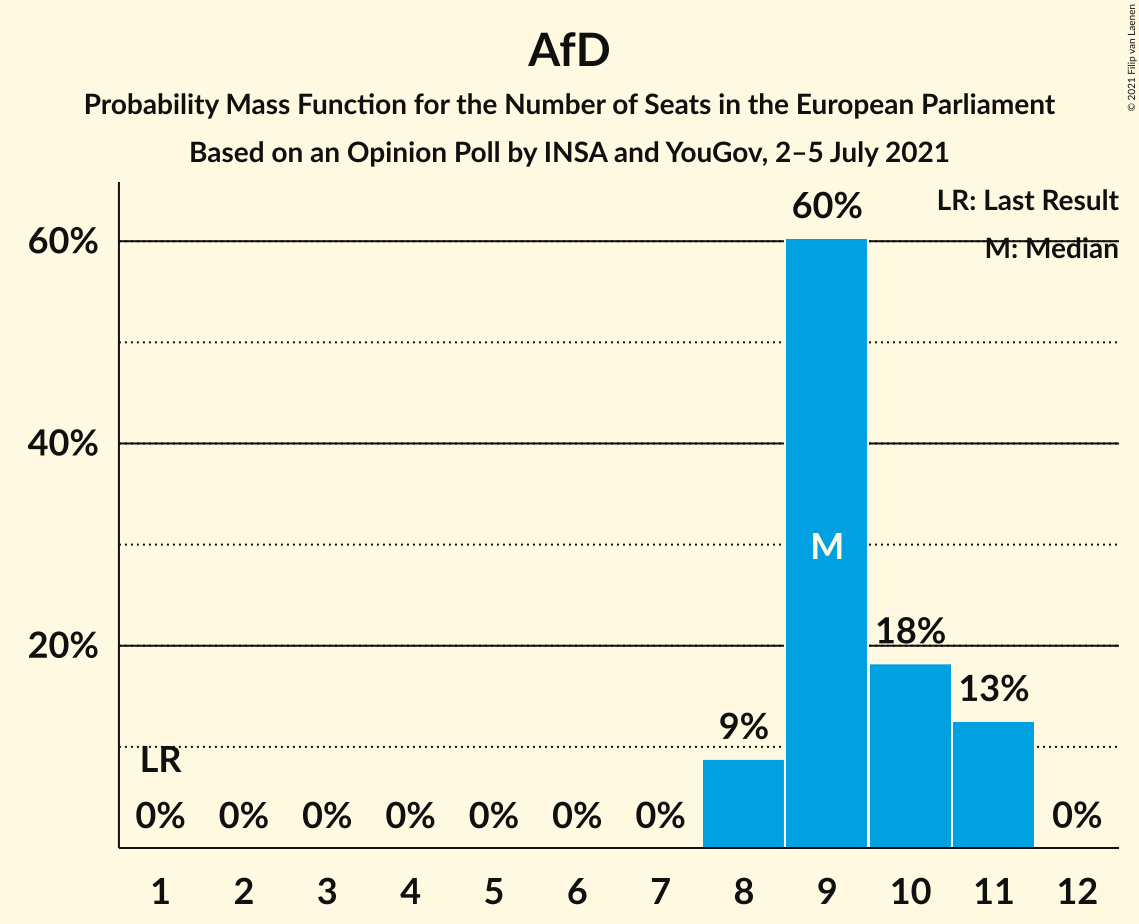 AfD
Probability Mass Function for the Number of Seats in the European Parliament
Based on an Opinion Poll by INSA and YouGov, 2–5 July 2021
© 2021 Filip van Laenen
LR: Last Result
M: Median
60%
40%
20%
60%
M
18%
13%
9%
LR
0% 0% 0% 0% 0% 0% 0% 0%
1 2 3 4 5 6 7 8 9 10 11 12